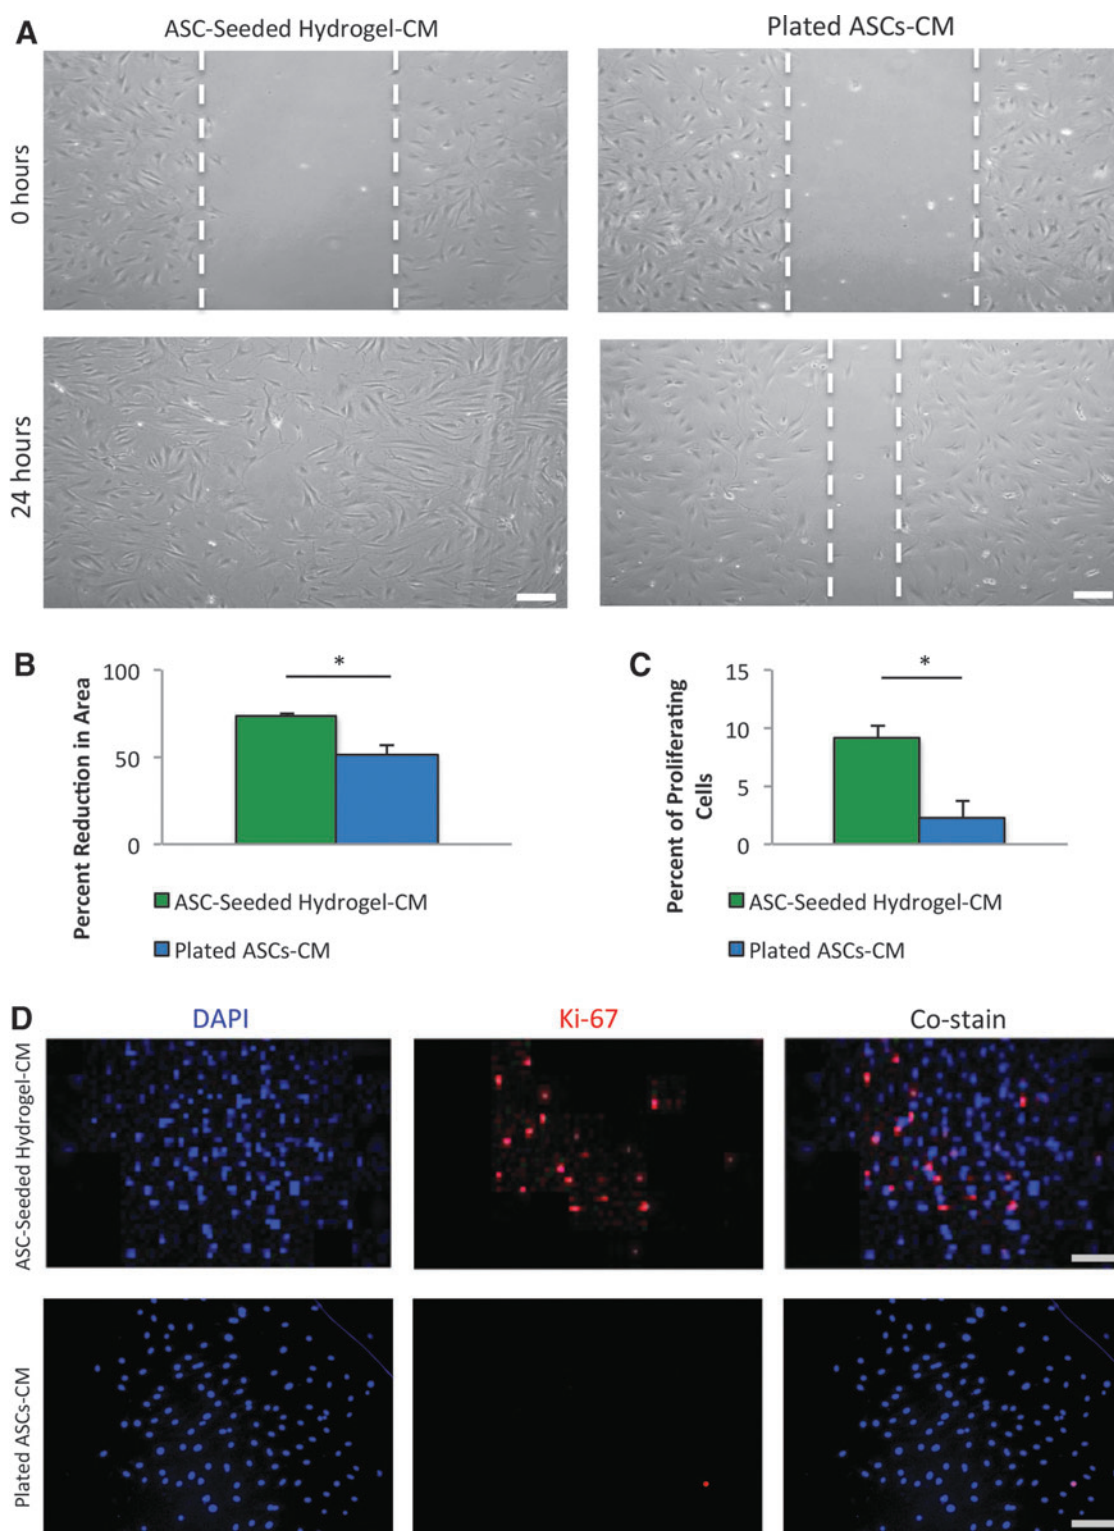 A
ASC-Seeded Hydrogel-CM
Plated ASCs-CM
0 hours
24 hours
B
Percent Reduction in Area
100
50
0
*
ASC-Seeded Hydrogel-CM
Plated ASCs-CM
C
Percent of Proliferating
Cells
15
10
5
0
*
ASC-Seeded Hydrogel-CM
Plated ASCs-CM
D
DAPI
Ki-67
Co-stain
ASC-Seeded Hydrogel-CM
Plated ASCs-CM